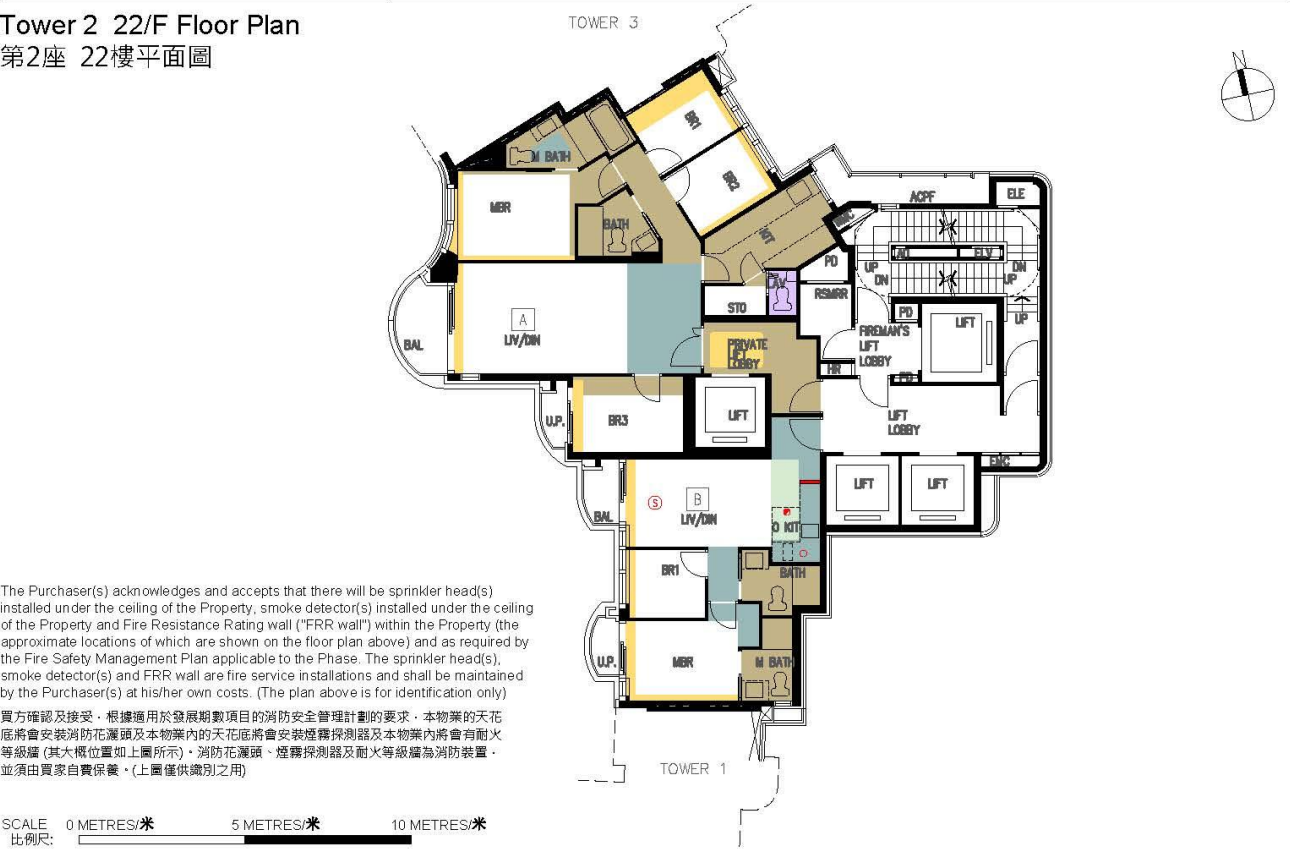 Tower 2 22/F Floor Plan
第2座 22樓平面圖
TOWER 3
N
BR1
M BATH
BR2
MBR
ACPF
ELE
BATH
KIT
EMC
AD
ELV
PD
UP
DN
DN
UP
LAV
RSMRR
STO
PD
UP
A
LIV/DIN
BAL
PRIVATE
LIFT
LOBBY
FIREMAN'S
LIFT
LOBBY
LIFT
HR
PD
U.P.
BR3
LIFT
LIFT
LOBBY
EMC
B
LIV/DIN
S
BAL
O KIT
LIFT
LIFT
BR1
BATH
U.P.
MBR
M BATH
TOWER 1
The Purchaser(s) acknowledges and accepts that there will be sprinkler head(s)
installed under the ceiling of the Property, smoke detector(s) installed under the ceiling
of the Property and Fire Resistance Rating wall ("FRR wall") within the Property (the
approximate locations of which are shown on the floor plan above) and as required by
the Fire Safety Management Plan applicable to the Phase. The sprinkler head(s),
smoke detector(s) and FRR wall are fire service installations and shall be maintained
by the Purchaser(s) at his/her own costs. (The plan above is for identification only)
買方確認及接受，根據適用於發展期數項目的消防安全管理計劃的要求，本物業的天花
底將會安裝消防花灑頭及本物業內的天花底將會安裝煙霧探測器及本物業內將會有耐火
等級牆 (其大概位置如上圖所示)。消防花灑頭、煙霧探測器及耐火等級牆為消防裝置，
並須由買家自費保養。(上圖僅供識別之用)
SCALE 0 METRES/米 5 METRES/米 10 METRES/米
比例尺: